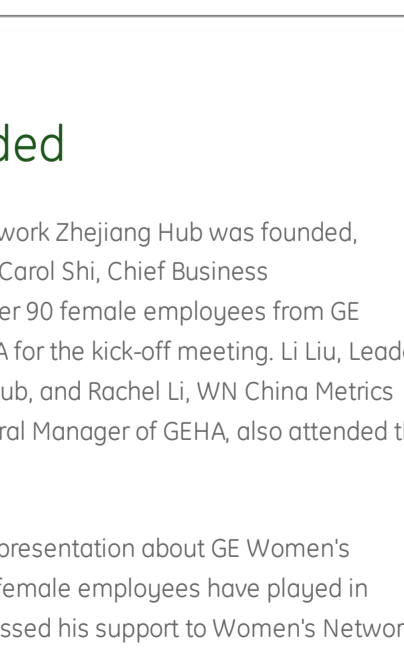 ded
work Zhejiang Hub was founded,
Carol Shi, Chief Business
er 90 female employees from GE
A for the kick-off meeting. Li Liu, Lead
ub, and Rachel Li, WN China Metrics
ral Manager of GEHA, also attended t
presentation about GE Women's
female employees have played in
ssed his support to Women's Networ